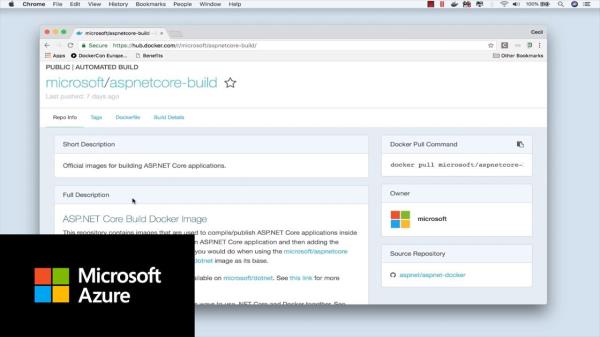 Chrome File Edit View History Bookmarks People Window Help
100%
microsoft/aspnetcore-build
Cecil
Secure https://hub.docker.com/r/microsoft/aspnetcore-build/
Apps DockerCon Europe... Benefits
Other Bookmarks
PUBLIC | AUTOMATED BUILD
microsoft/aspnetcore-build
Last pushed: 7 days ago
Repo Info Tags Dockerfile Build Details
Short Description
Official images for building ASP.NET Core applications.
Docker Pull Command
docker pull microsoft/aspnetcore-
Full Description
ASP.NET Core Build Docker Image
This repository contains images that are used to compile/publish ASP.NET Core applications inside
an ASP.NET Core application and then adding the
you would do when using the microsoft/aspnetcore
dotnet image as its base.
available on microsoft/dotnet. See this link for more
ways to use .NET Core and Docker together. See
Owner
microsoft
Source Repository
aspnet/aspnet-docker
Microsoft
Azure